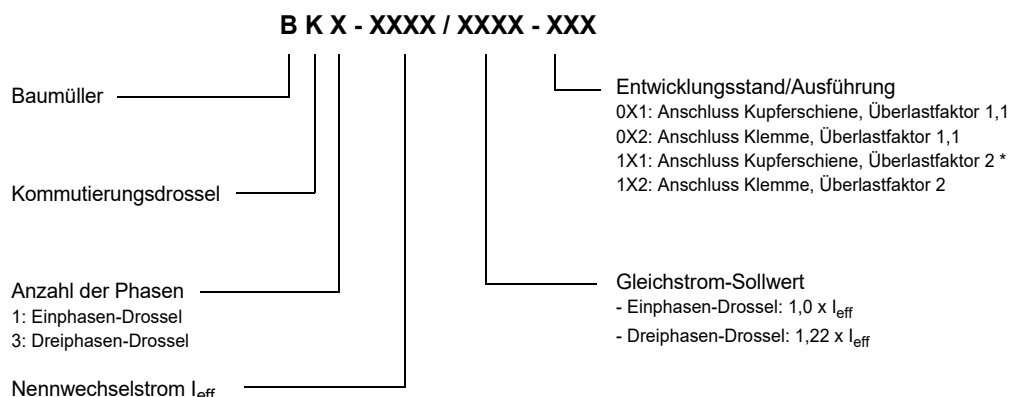 B K X - XXXX / XXXX - XXX
Baumüller
Kommutierungsdrossel
Anzahl der Phasen
1: Einphasen-Drossel
3: Dreiphasen-Drossel
Nennwechselstrom Ieff
Entwicklungsstand/Ausführung
0X1: Anschluss Kupferschiene, Überlastfaktor 1,1
0X2: Anschluss Klemme, Überlastfaktor 1,1
1X1: Anschluss Kupferschiene, Überlastfaktor 2 *
1X2: Anschluss Klemme, Überlastfaktor 2
Gleichstrom-Sollwert
- Einphasen-Drossel: 1,0 x Ieff
- Dreiphasen-Drossel: 1,22 x Ieff